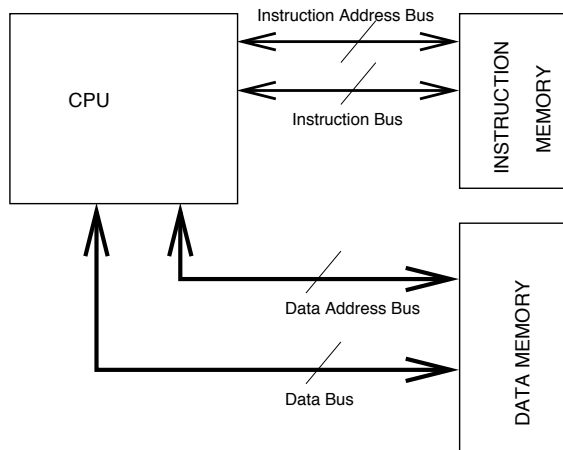 Instruction Address Bus
CPU
Instruction Bus
INSTRUCTION
MEMORY
Data Address Bus
Data Bus
DATA MEMORY